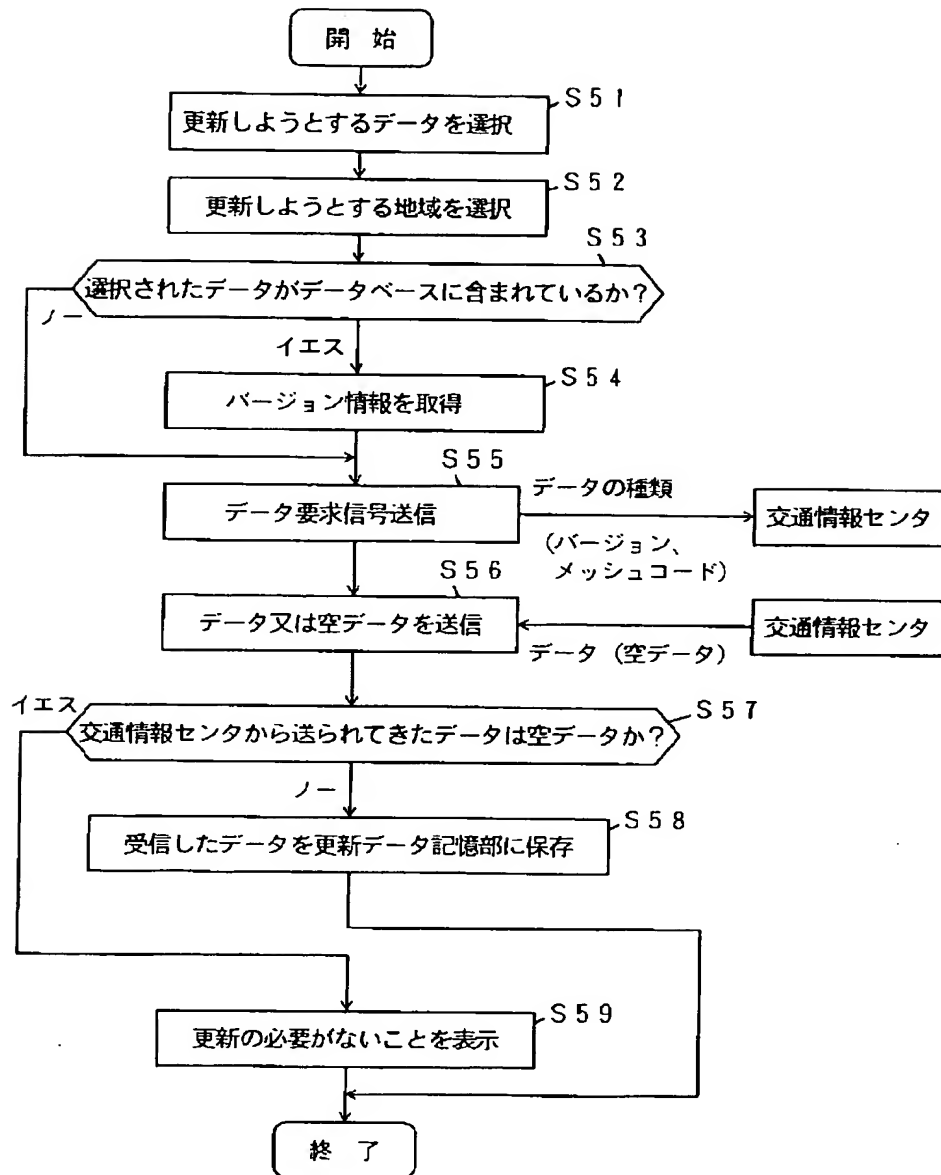 開 始
S51
更新しようとするデータを選択
S52
更新しようとする地域を選択
S53
選択されたデータがデータベースに含まれているか?
ノー
イエス
S54
バージョン情報を取得
S55
データ要求信号送信
データの種類
(バージョン、
メッシュコード)
交通情報センタ
S56
データ又は空データを送信
データ (空データ)
交通情報センタ
イエス
S57
交通情報センタから送られてきたデータは空データか?
ノー
S58
受信したデータを更新データ記憶部に保存
S59
更新の必要がないことを表示
終 了